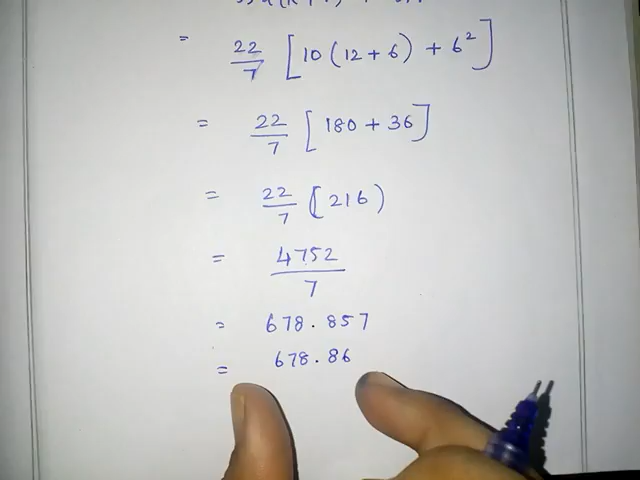 = 22/7 [10(12+6) + 6²]
= 22/7 [180+36]
= 22/7 (216)
= 4752/7
= 678.857
= 678.86